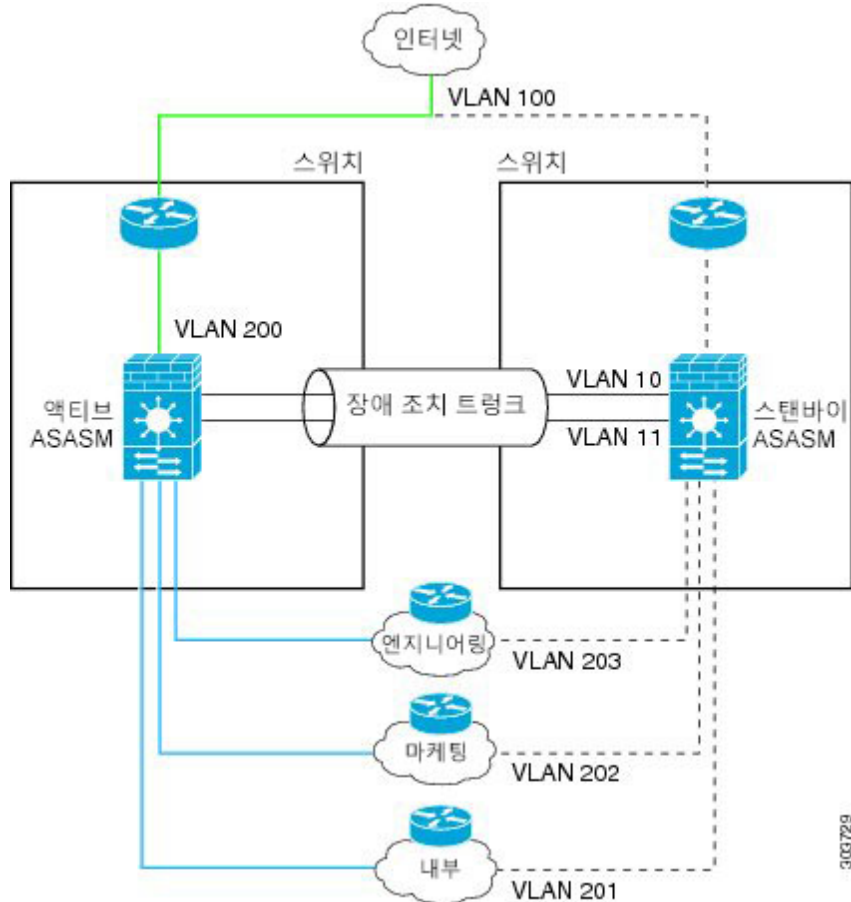 인터넷
VLAN 100
스위치
스위치
VLAN 200
액티브
ASASM
장애 조치 트렁크
VLAN 10
VLAN 11
스탠바이
ASASM
엔지니어링
VLAN 203
마케팅
VLAN 202
내부
VLAN 201
303729